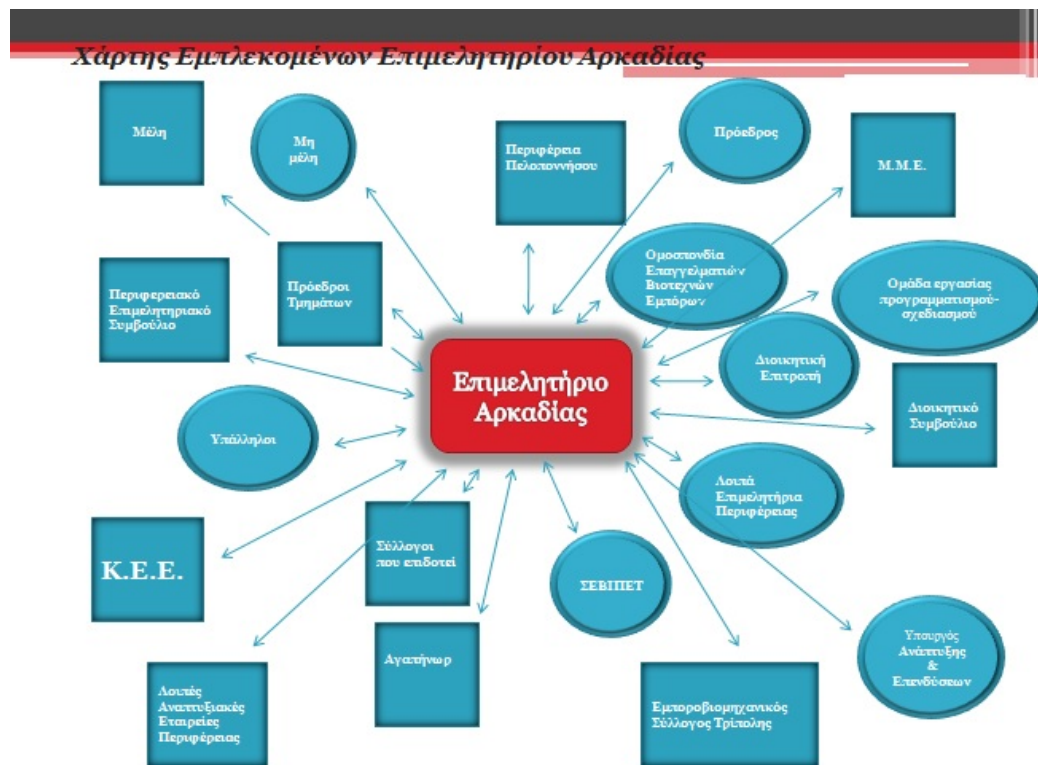 Χάρτης Εμπλεκομένων Επιμελητηρίου Αρκαδίας
Μέλη
Μη
μέλη
Περιφέρεια
Πελοποννήσου
Πρόεδρος
Μ.Μ.Ε.
Περιφερειακό
Επιμελητηριακό
Συμβούλιο
Πρόεδροι
Τμημάτων
Ομοσπονδία
Επαγγελματιών
Βιοτεχνών
Εμπόρων
Ομάδα εργασίας
προγραμματισμού-
σχεδιασμού
Επιμελητήριο
Αρκαδίας
Διοικητική
Επιτροπή
Υπάλληλοι
Διοικητικό
Συμβούλιο
Λοιπά
Επιμελητήρια
Περιφέρειας
Κ.Ε.Ε.
Σύλλογοι
που επιδοτεί
ΣΕΒΙΠΕΤ
Αγαπήνωρ
Υπουργός
Ανάπτυξης
&
Επενδύσεων
Λοιπές
Αναπτυξιακές
Εταιρείες
Περιφέρειας
Εμποροβιομηχανικός
Σύλλογος Τρίπολης